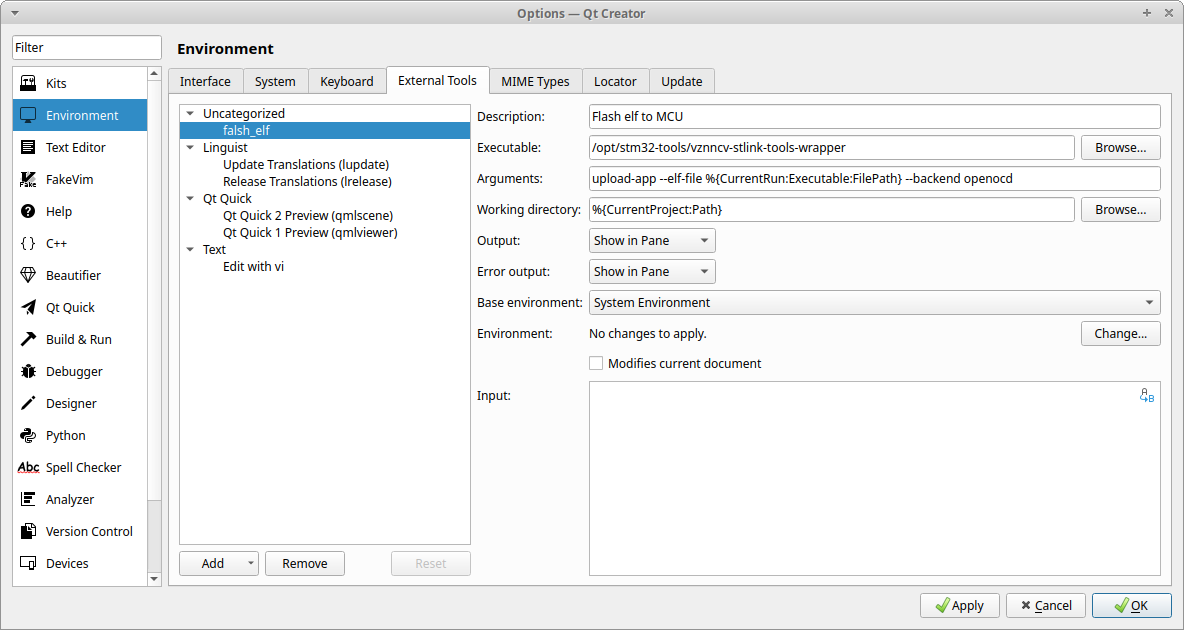 Options — Qt Creator
Filter
Environment
Kits
Environment
Text Editor
FakeVim
Help
C++
Beautifier
Qt Quick
Build & Run
Debugger
Designer
Python
Abc Spell Checker
Analyzer
Version Control
Devices
Interface System Keyboard External Tools MIME Types Locator Update
Uncategorized
falsh_elf
Linguist
Update Translations (lupdate)
Release Translations (lrelease)
Qt Quick
Qt Quick 2 Preview (qmlscene)
Qt Quick 1 Preview (qmlviewer)
Text
Edit with vi
Add Remove Reset
Description: Flash elf to MCU
Executable: /opt/stm32-tools/vznncv-stlink-tools-wrapper Browse...
Arguments: upload-app --elf-file %{CurrentRun:Executable:FilePath} --backend openocd
Working directory: %{CurrentProject:Path} Browse...
Output: Show in Pane
Error output: Show in Pane
Base environment: System Environment
Environment: No changes to apply. Change...
Modifies current document
Input:
Apply Cancel OK